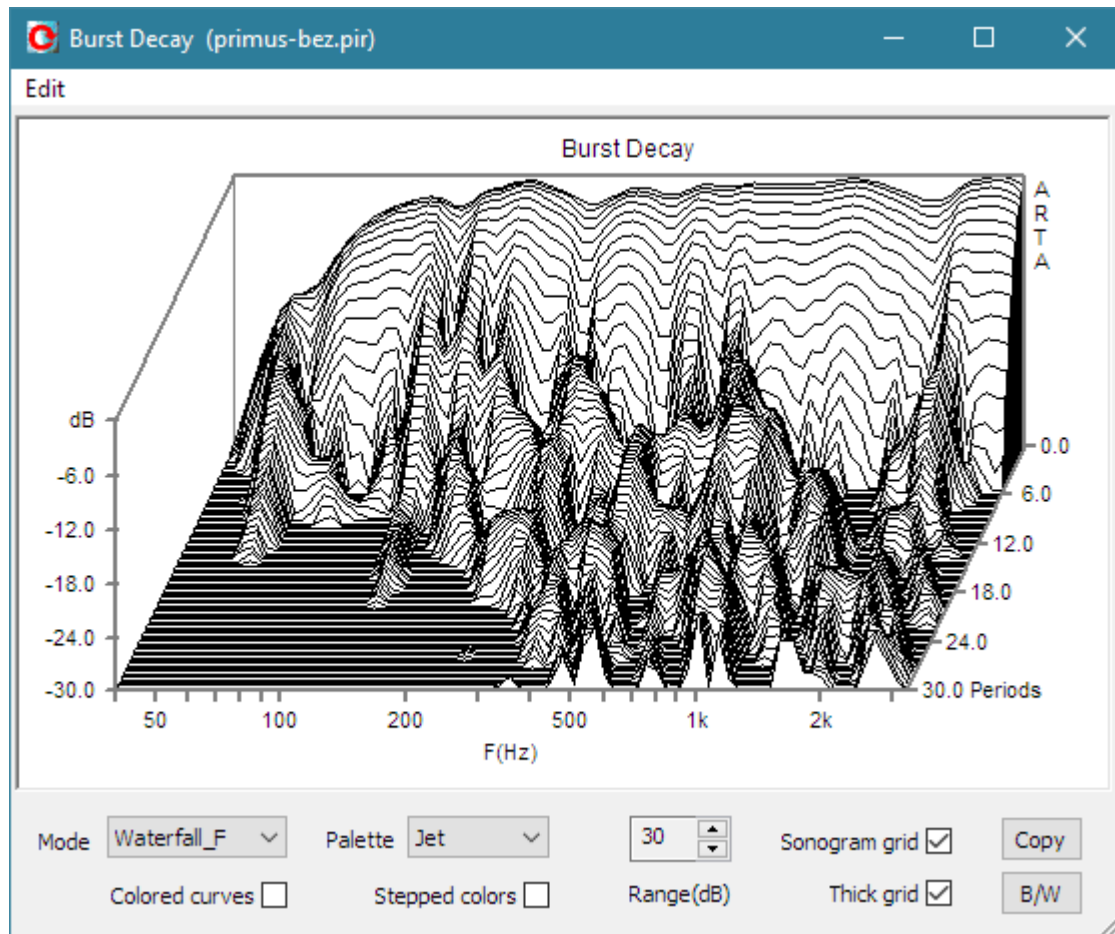 Burst Decay (primus-bez.pir)
Edit
Burst Decay
A
R
T
A
dB
-6.0
-12.0
-18.0
-24.0
-30.0
0.0
6.0
12.0
18.0
24.0
30.0 Periods
50 100 200 500 1k 2k
F(Hz)
Mode Waterfall_F Palette Jet 30 Sonogram grid Copy
Colored curves Stepped colors Range(dB) Thick grid B/W